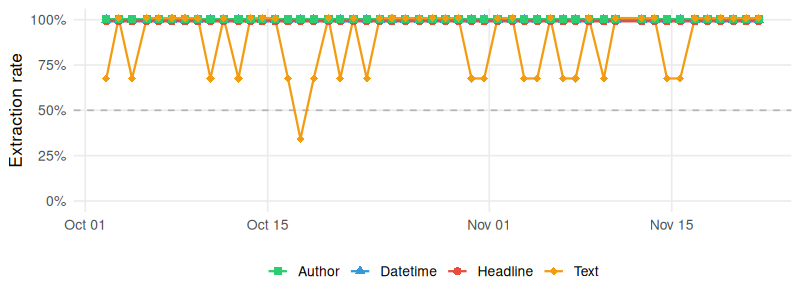 Extraction rate
100%
75%
50%
25%
0%
Oct 01 Oct 15 Nov 01 Nov 15
Author Datetime Headline Text